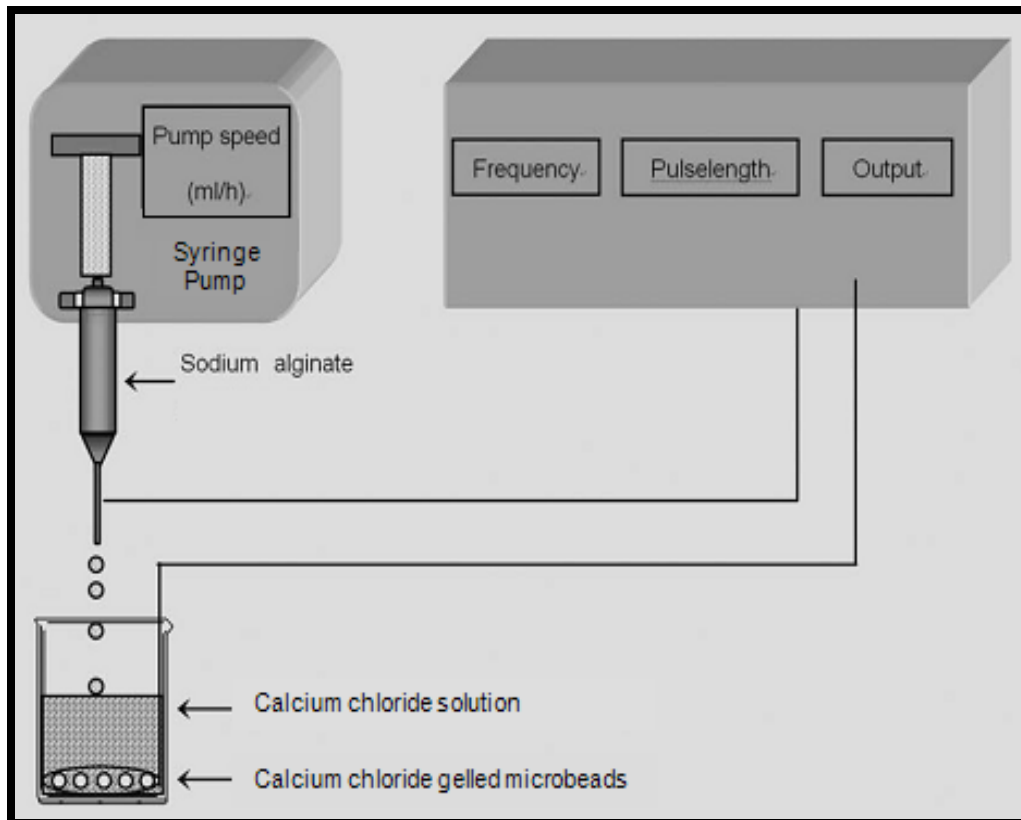 Pump speed
(ml/h)
Syringe
Pump
Frequency
Pulselength
Output
Sodium alginate
Calcium chloride solution
Calcium chloride gelled microbeads